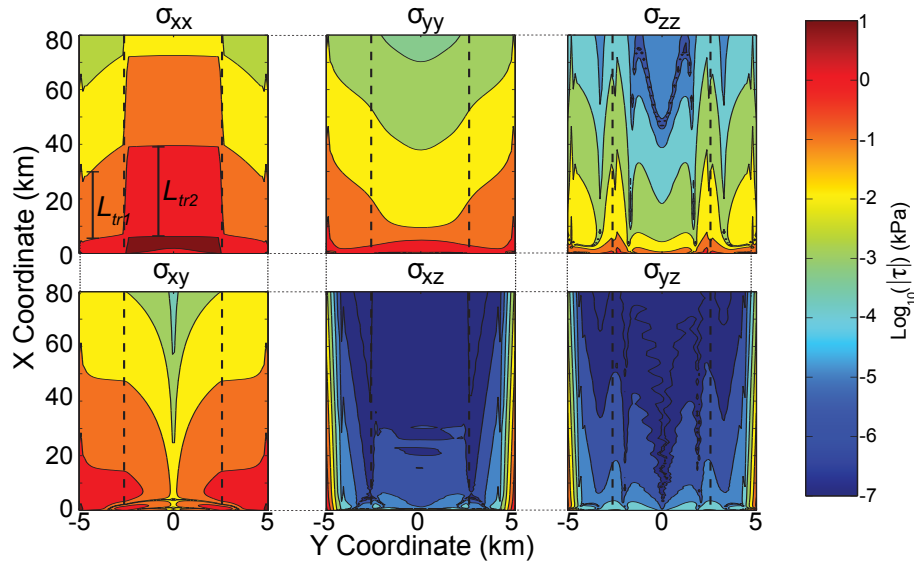 σxx σyy σzz
80
60
40
20
0
Ltr1 Ltr2
X Coordinate (km)
σxy σxz σyz
80
60
40
20
0
-5 0 5 -5 0 5 -5 0 5
Y Coordinate (km)
1
0
-1
-2
-3
-4
-5
-6
-7
Log10(|τ|) (kPa)